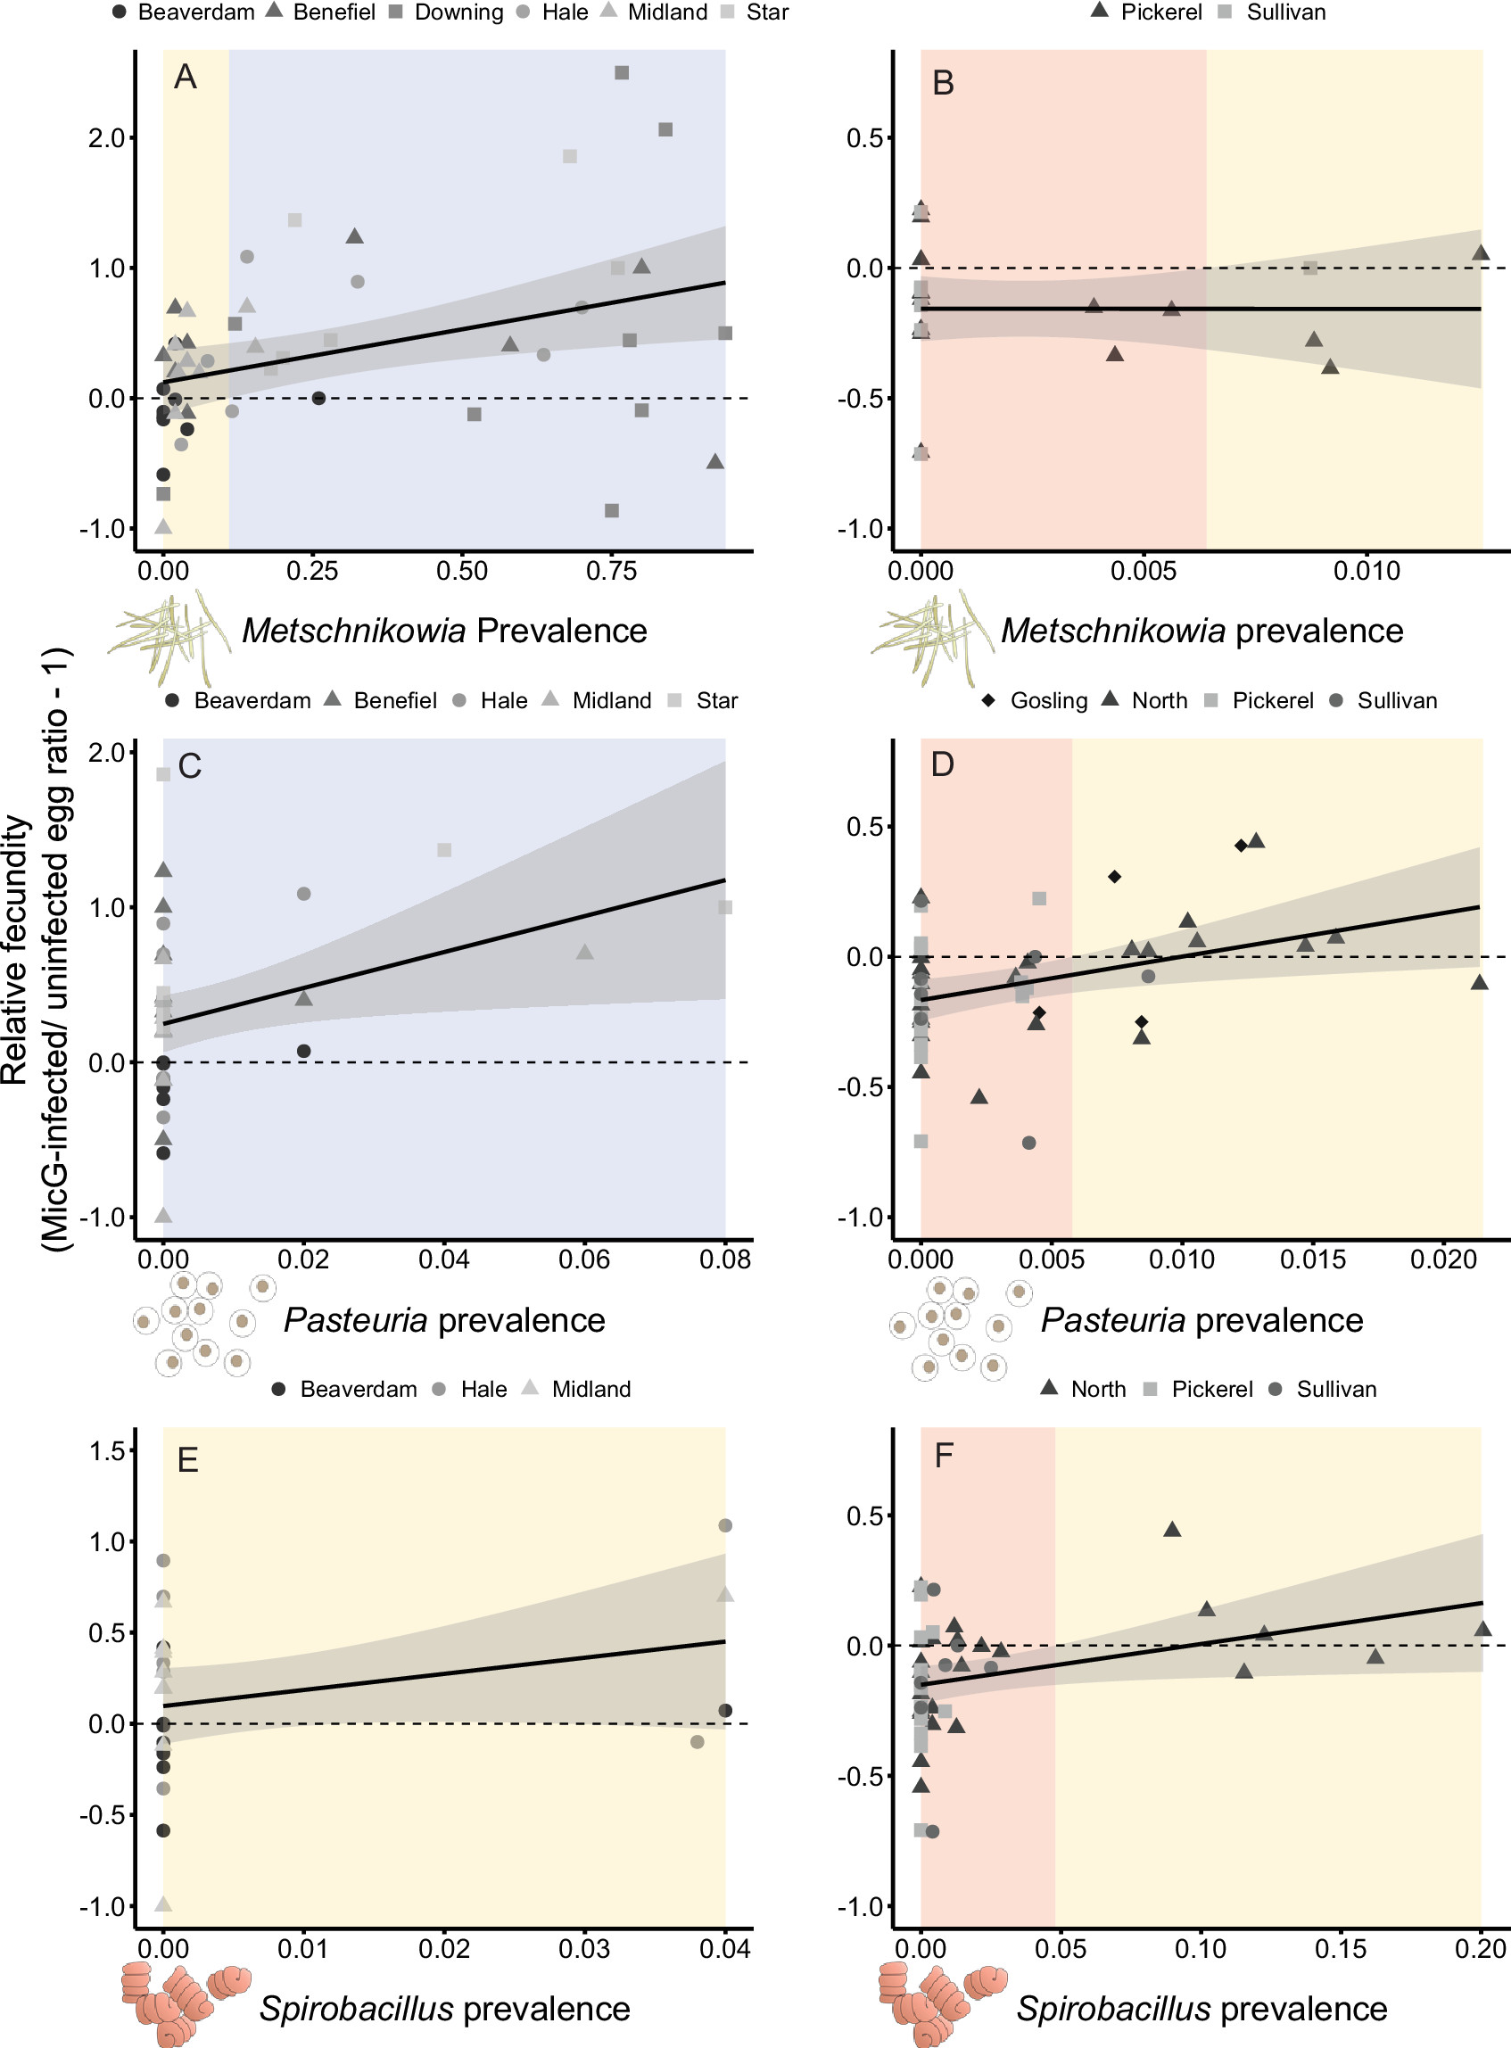 Beaverdam Benefiel Downing Hale Midland Star
Pickerel Sullivan
A
2.0
1.0
0.0
-1.0
0.00 0.25 0.50 0.75
Metschnikowia Prevalence
B
0.5
0.0
-0.5
-1.0
0.000 0.005 0.010
Metschnikowia prevalence
Relative fecundity
(MicG-infected/ uninfected egg ratio - 1)
Beaverdam Benefiel Hale Midland Star
C
2.0
1.0
0.0
-1.0
0.00 0.02 0.04 0.06 0.08
Pasteuria prevalence
Gosling North Pickerel Sullivan
D
0.5
0.0
-0.5
-1.0
0.000 0.005 0.010 0.015 0.020
Pasteuria prevalence
Beaverdam Hale Midland
E
1.5
1.0
0.5
0.0
-0.5
-1.0
0.00 0.01 0.02 0.03 0.04
Spirobacillus prevalence
North Pickerel Sullivan
F
0.5
0.0
-0.5
-1.0
0.00 0.05 0.10 0.15 0.20
Spirobacillus prevalence